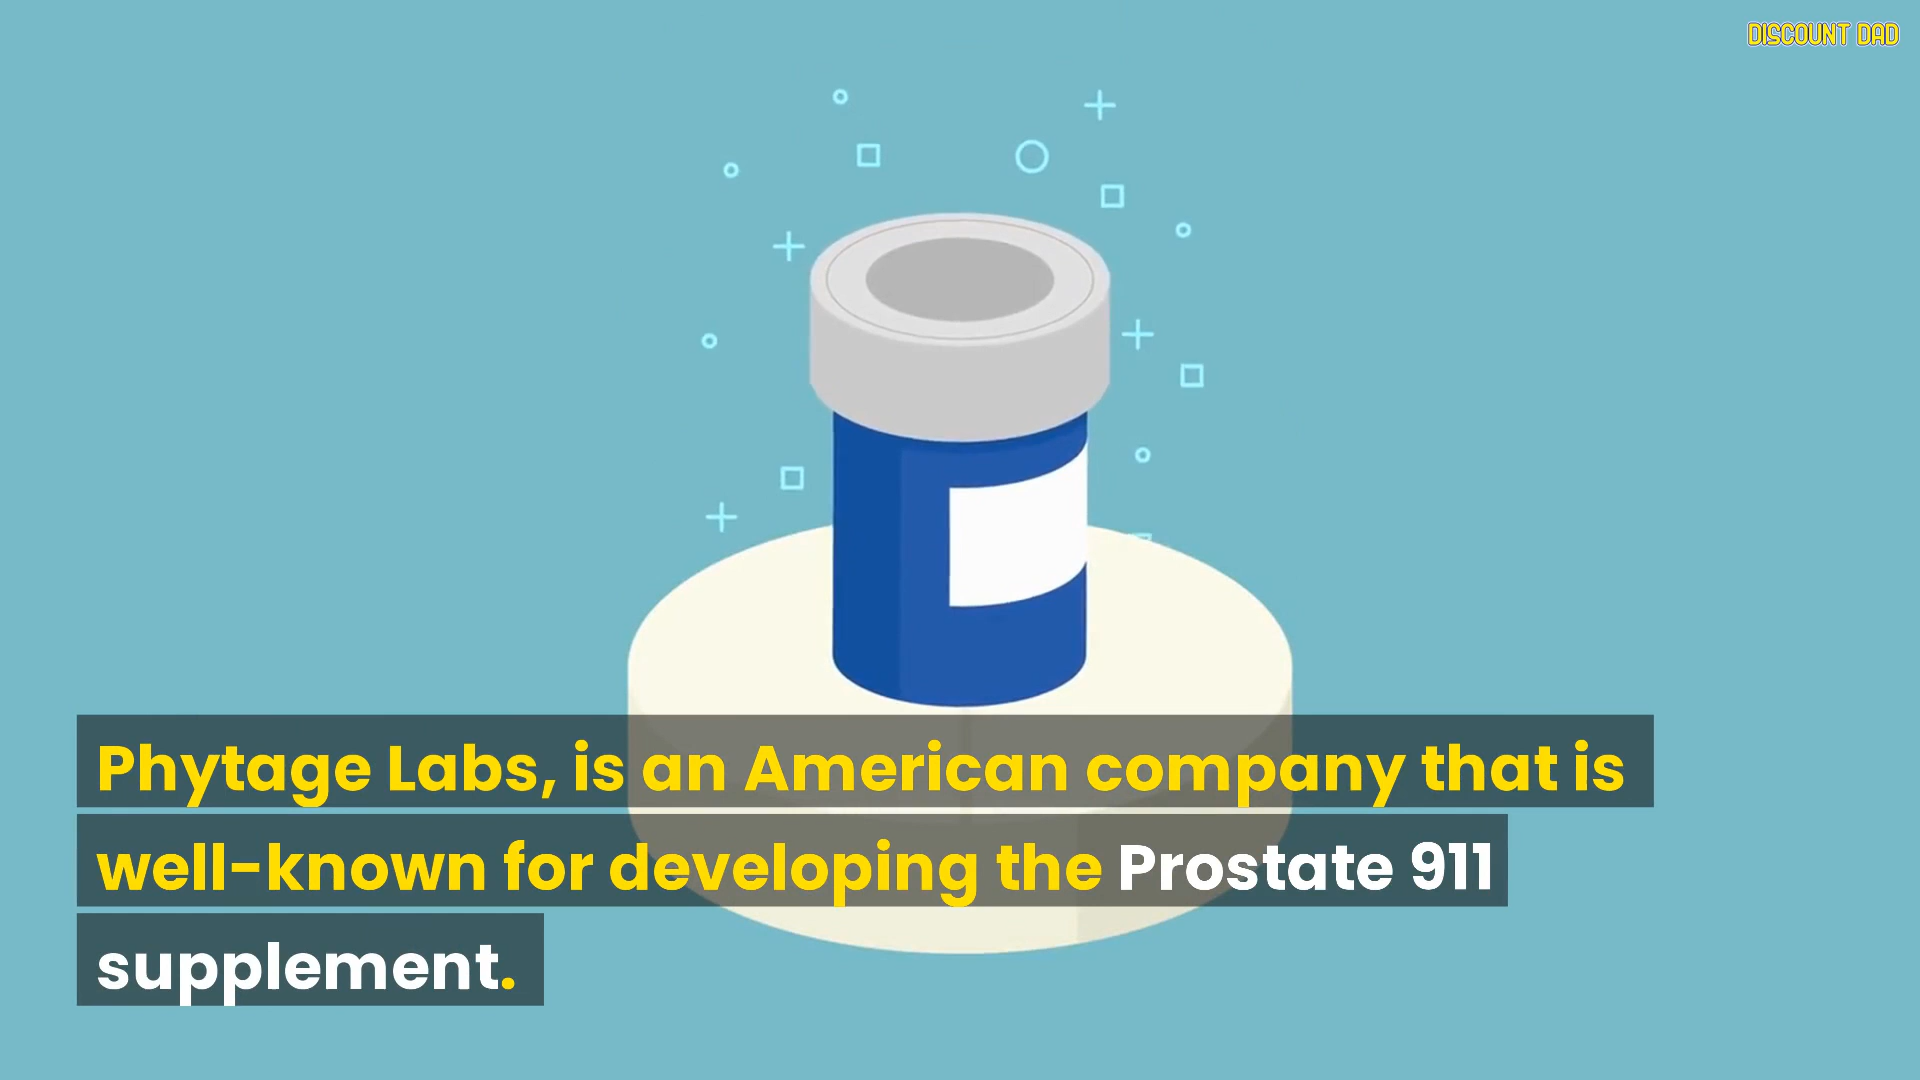 DISCOUNT DAD
Phytage Labs, is an American company that is
well-known for developing the Prostate 911
supplement.